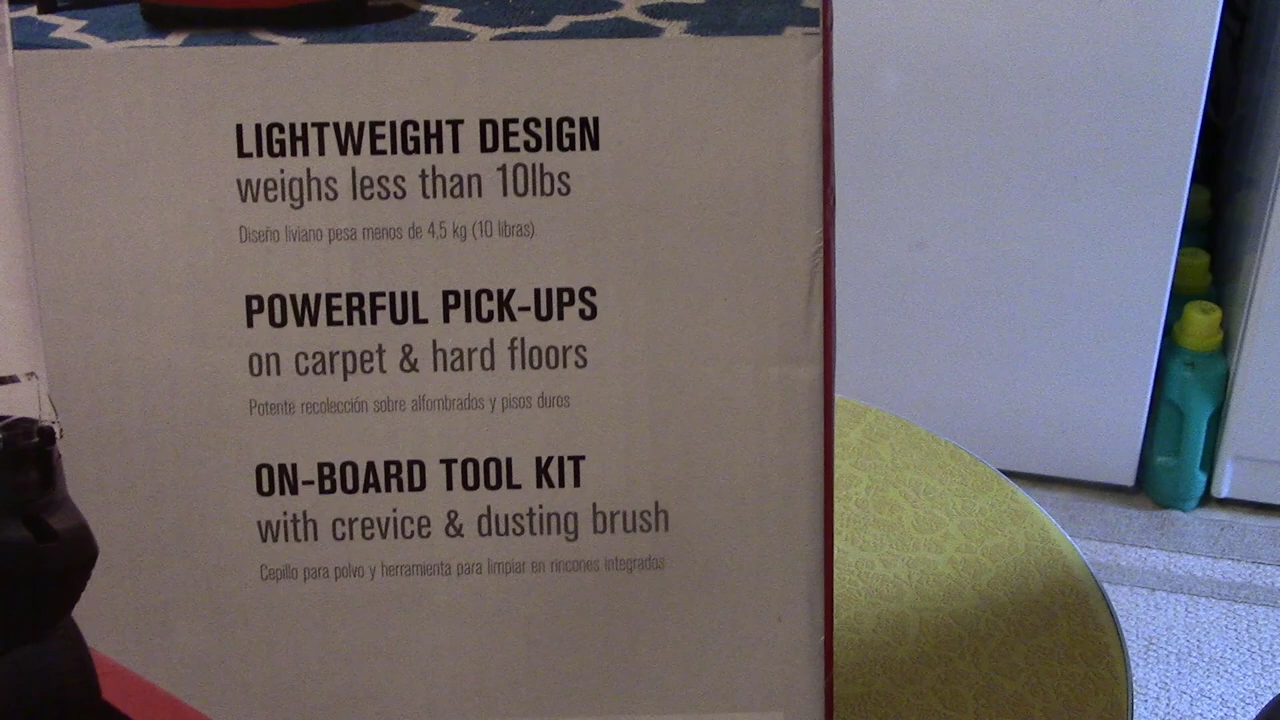 LIGHTWEIGHT DESIGN
weighs less than 10lbs
Diseño liviano pesa menos de 4,5 kg (10 libras)
POWERFUL PICK-UPS
on carpet & hard floors
Potente recolección sobre alfombrados y pisos duros
ON-BOARD TOOL KIT
with crevice & dusting brush
Cepillo para polvo y herramienta para limpiar en rincones integrados